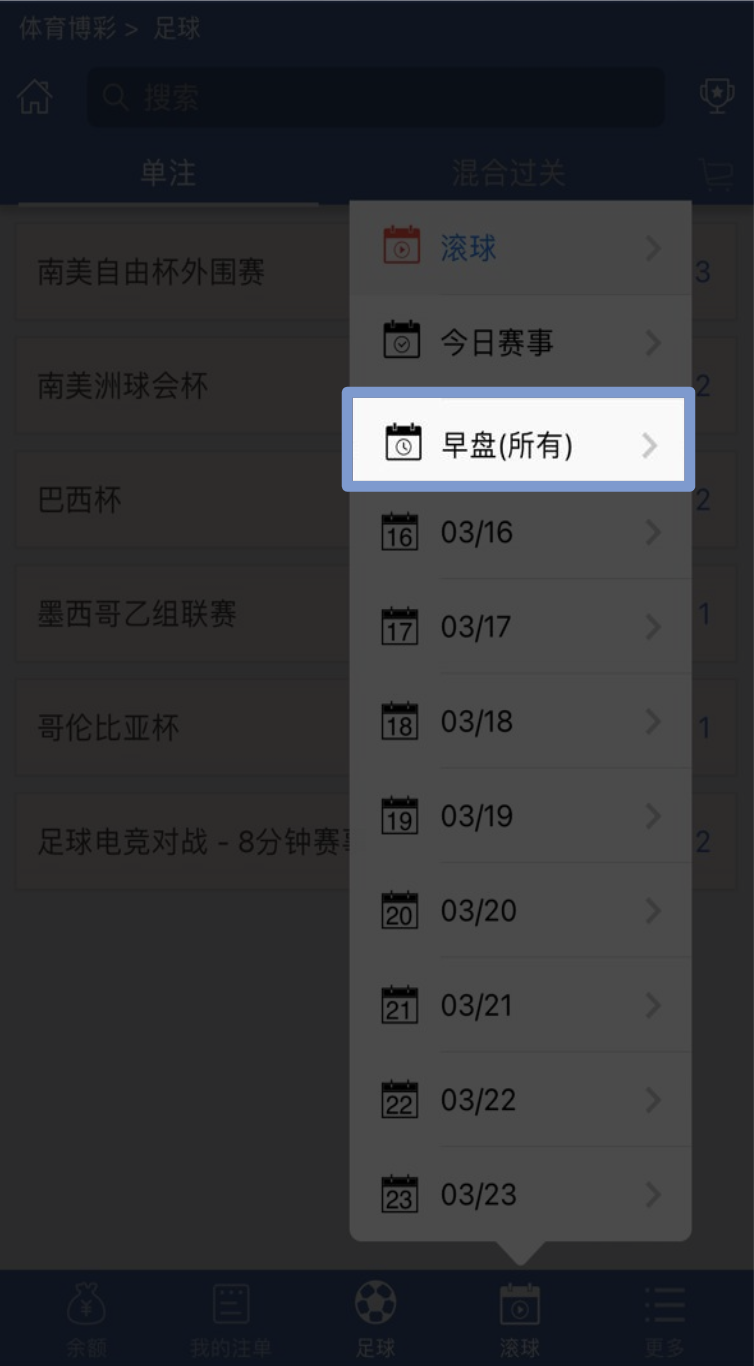 体育博彩 > 足球
搜索
单注
混合过关
南美自由杯外围赛
3
南美洲球会杯
2
巴西杯
2
墨西哥乙组联赛
1
哥伦比亚杯
1
足球电竞对战 - 8分钟赛
2
滚球
今日赛事
早盘(所有)
16 03/16
17 03/17
18 03/18
19 03/19
20 03/20
21 03/21
22 03/22
23 03/23
¥
余额
我的注单
足球
滚球
更多